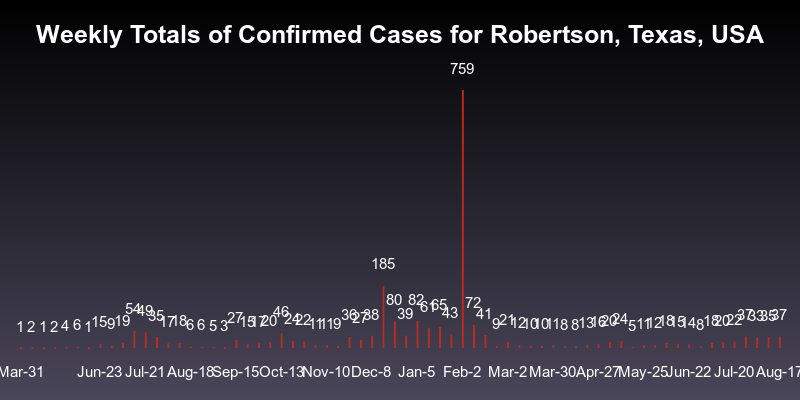 Weekly Totals of Confirmed Cases for Robertson, Texas, USA
759
185
1 2 1 2 4 6 1 15 9 19 54 49 35 17 18 6 6 5 3 27 15 17 20 46 24 22 11 11 9 36 27 38 80 39 82 61 65 43 72 41 9 21 12 10 10 11 8 8 13 16 20 24 5 11 12 18 15 14 8 18 20 22 37 33 35 37
Mar-31 Jun-23 Jul-21 Aug-18 Sep-15 Oct-13 Nov-10 Dec-8 Jan-5 Feb-2 Mar-2 Mar-30 Apr-27 May-25 Jun-22 Jul-20 Aug-17